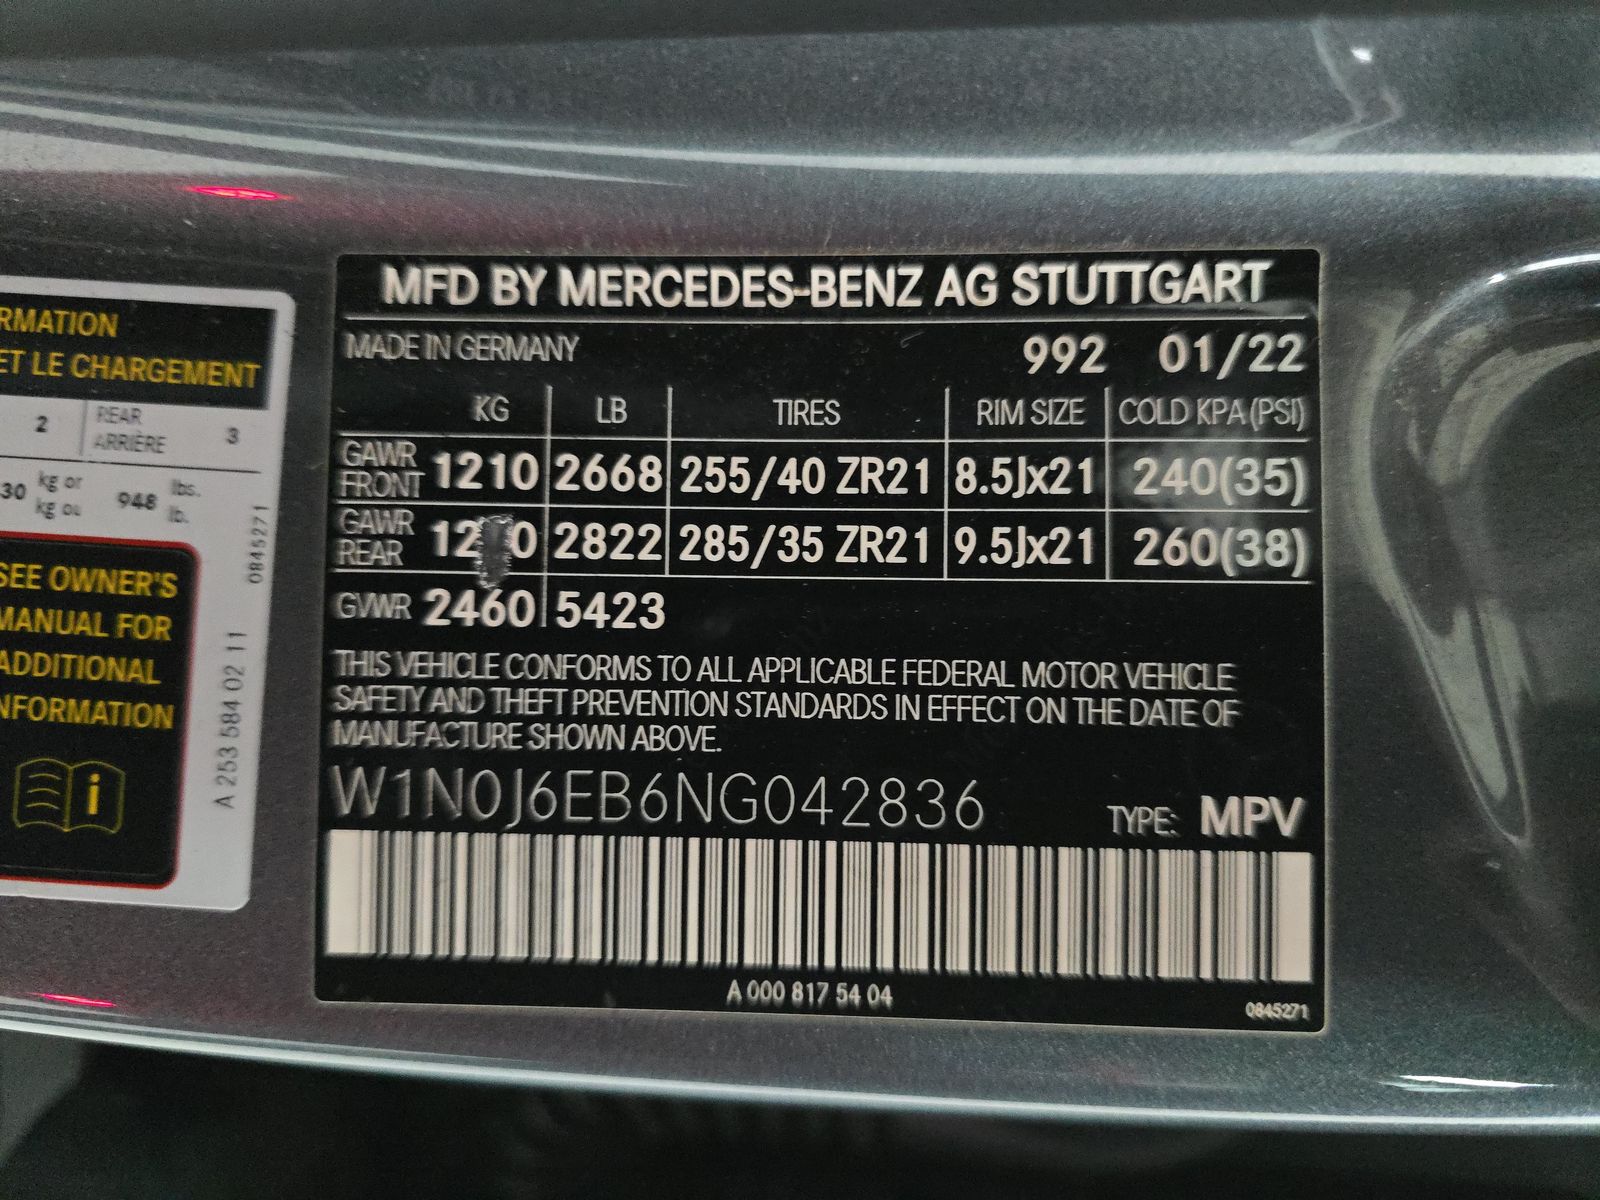 RMATION
ET LE CHARGEMENT
2 REAR ARRIÈRE 3
30 kg or kg ou 948 lbs. lb.
SEE OWNER'S
MANUAL FOR
ADDITIONAL
INFORMATION
i
A 253 584 02 11
0845271
MFD BY MERCEDES-BENZ AG STUTTGART
MADE IN GERMANY 992 01/22
KG LB TIRES RIM SIZE COLD KPA (PSI)
GAWR FRONT 1210 2668 255/40 ZR21 8.5Jx21 240(35)
GAWR REAR 2822 285/35 ZR21 9.5Jx21 260(38)
GVWR 2460 5423
THIS VEHICLE CONFORMS TO ALL APPLICABLE FEDERAL MOTOR VEHICLE
SAFETY AND THEFT PREVENTION STANDARDS IN EFFECT ON THE DATE OF
MANUFACTURE SHOWN ABOVE.
W1N0J6EB6NG042836 TYPE: MPV
A 000 817 54 04
0845271